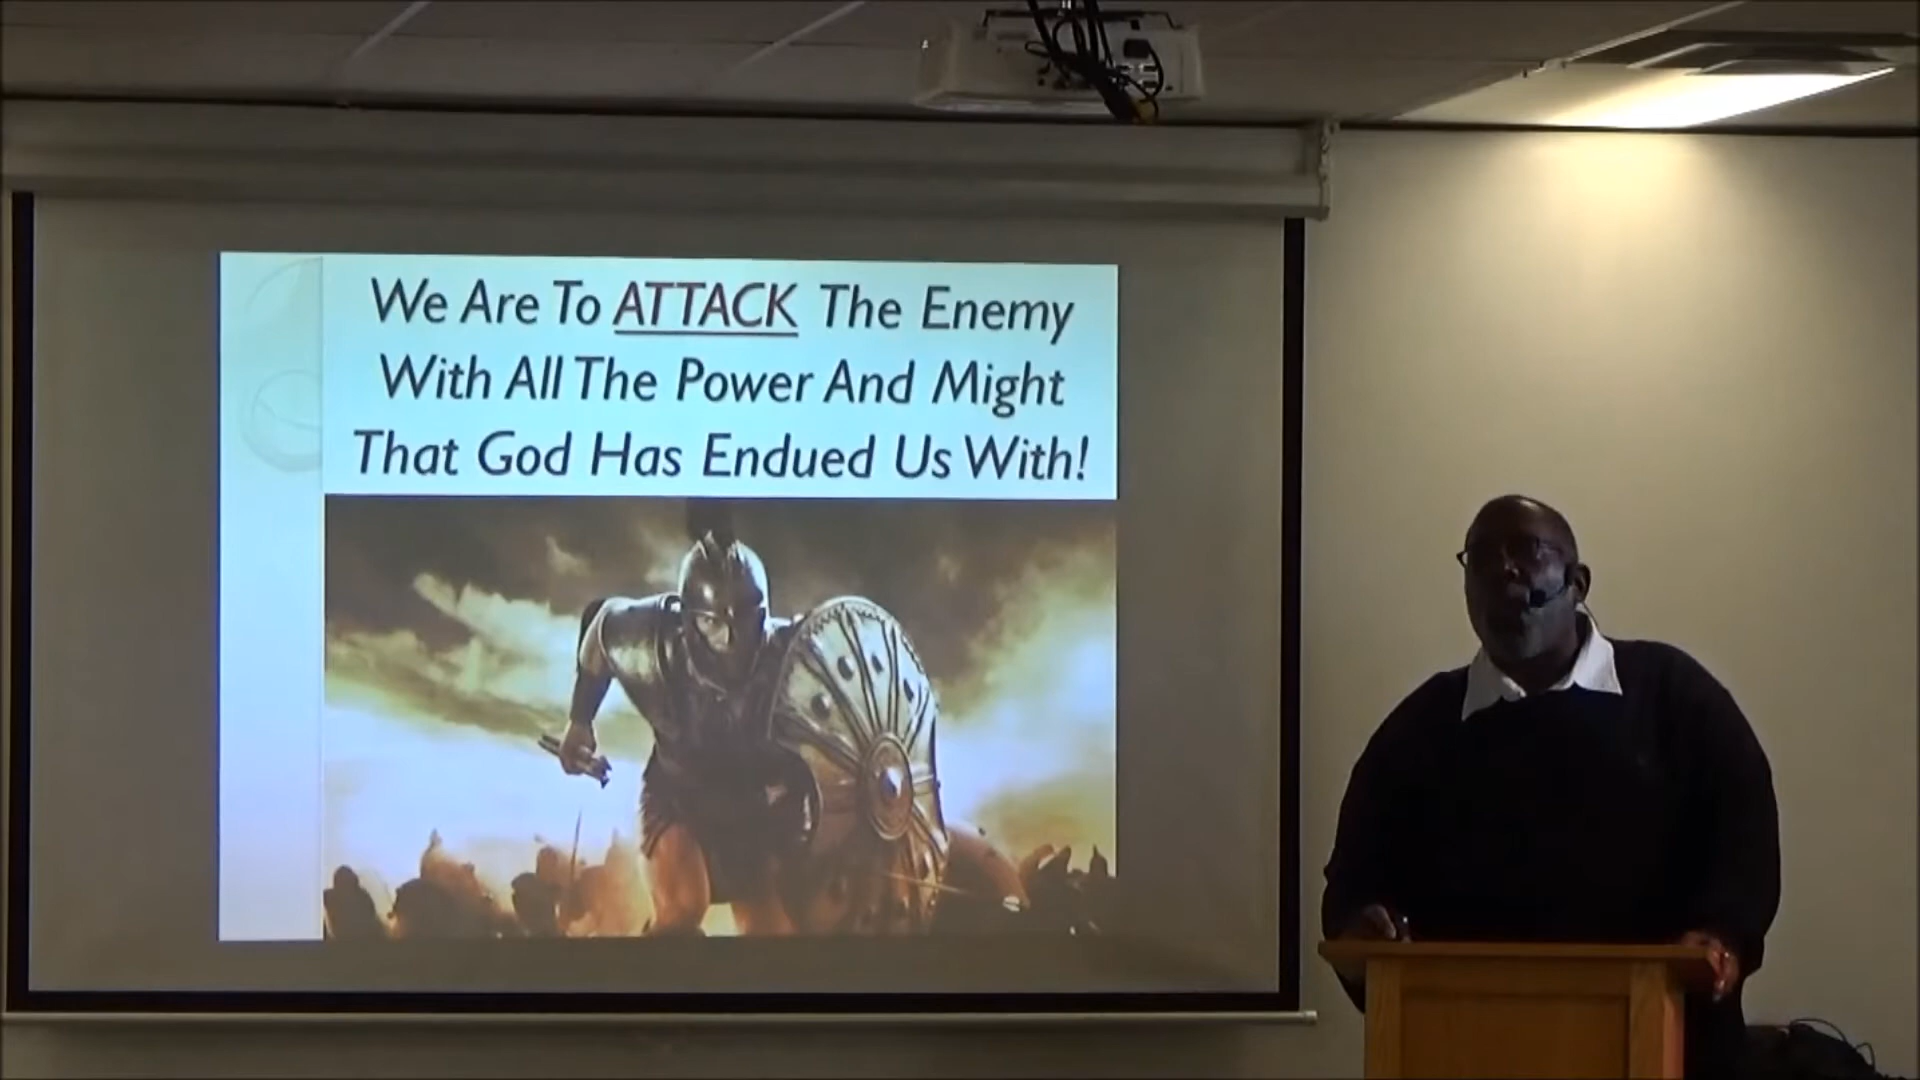 We Are To ATTACK The Enemy
With All The Power And Might
That God Has Endued Us With!